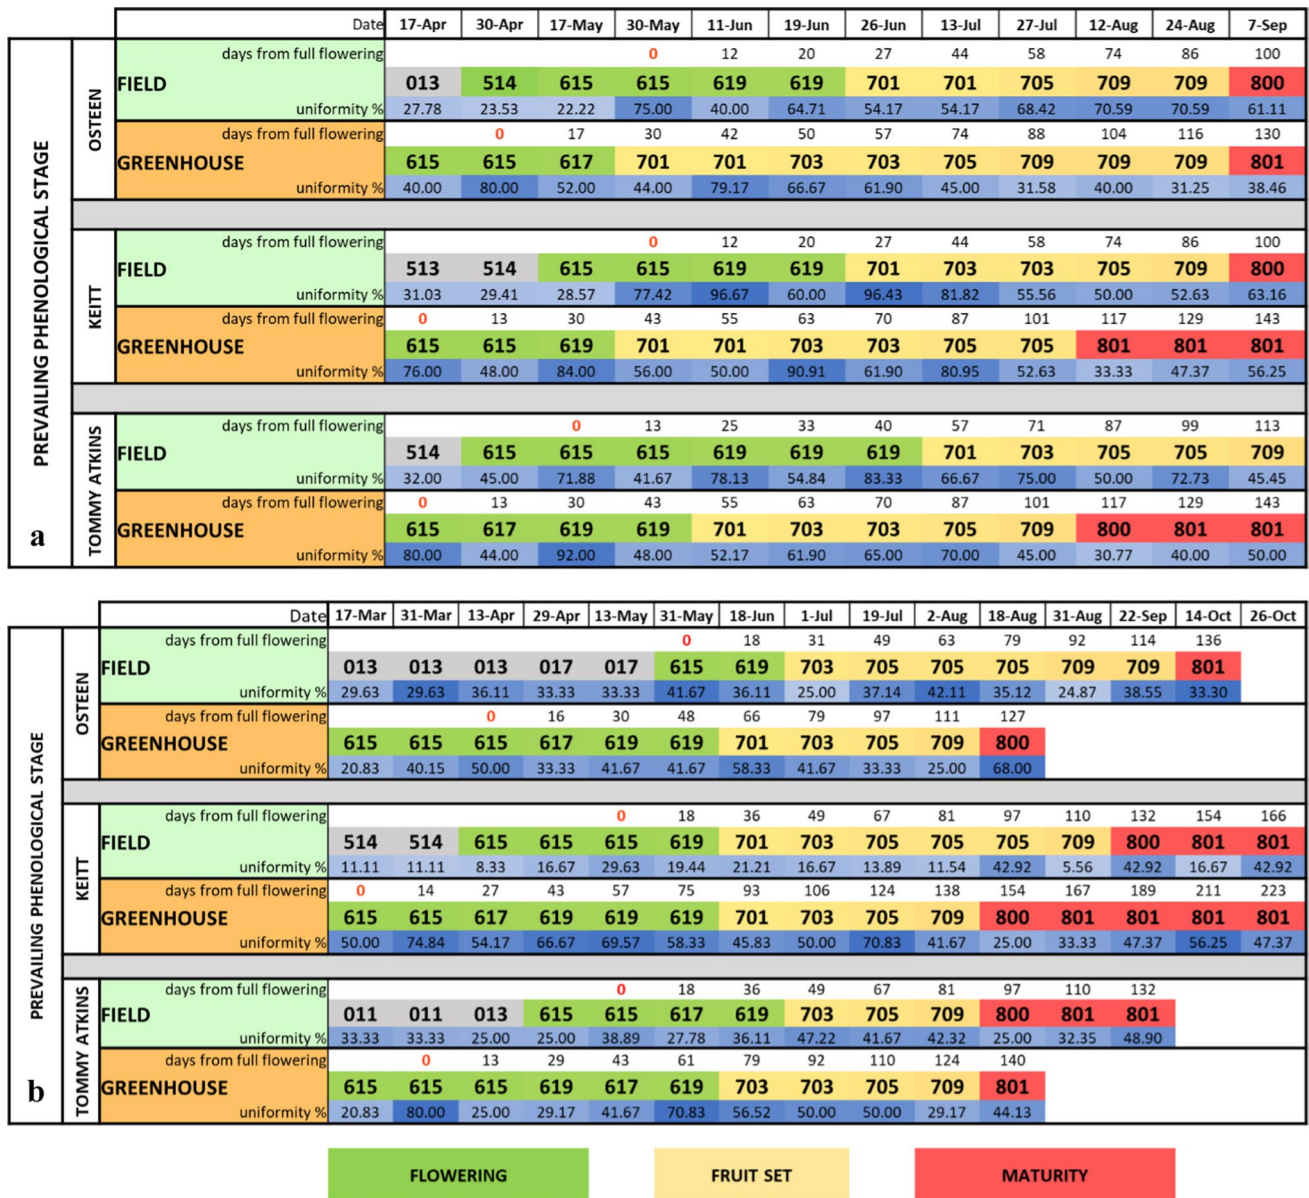 Date 17-Apr 30-Apr 17-May 30-May 11-Jun 19-Jun 26-Jun 13-Jul 27-Jul 12-Aug 24-Aug 7-Sep
PREVAILING PHENOLOGICAL STAGE
a
OSTEEN
days from full flowering 0 12 20 27 44 58 74 86 100
FIELD 013 514 615 615 619 619 701 701 705 709 709 800
uniformity % 27.78 23.53 22.22 75.00 40.00 64.71 54.17 54.17 68.42 70.59 70.59 61.11
days from full flowering 0 17 30 42 50 57 74 88 104 116 130
GREENHOUSE 615 615 617 701 701 703 703 705 709 709 709 801
uniformity % 40.00 80.00 52.00 44.00 79.17 66.67 61.90 45.00 31.58 40.00 31.25 38.46
KEITT
days from full flowering 0 12 20 27 44 58 74 86 100
FIELD 513 514 615 615 619 619 701 703 703 705 709 800
uniformity % 31.03 29.41 28.57 77.42 96.67 60.00 96.43 81.82 55.56 50.00 52.63 63.16
days from full flowering 0 13 30 43 55 63 70 87 101 117 129 143
GREENHOUSE 615 615 619 701 701 703 703 705 705 801 801 801
uniformity % 76.00 48.00 84.00 56.00 50.00 90.91 61.90 80.95 52.63 33.33 47.37 56.25
TOMMY ATKINS
days from full flowering 0 13 25 33 40 57 71 87 99 113
FIELD 514 615 615 615 619 619 619 701 703 705 705 709
uniformity % 32.00 45.00 71.88 41.67 78.13 54.84 83.33 66.67 75.00 50.00 72.73 45.45
days from full flowering 0 13 30 43 55 63 70 87 101 117 129 143
GREENHOUSE 615 617 619 619 701 703 703 705 709 800 801 801
uniformity % 80.00 44.00 92.00 48.00 52.17 61.90 65.00 70.00 45.00 30.77 40.00 50.00
Date 17-Mar 31-Mar 13-Apr 29-Apr 13-May 31-May 18-Jun 1-Jul 19-Jul 2-Aug 18-Aug 31-Aug 22-Sep 14-Oct 26-Oct
PREVAILING PHENOLOGICAL STAGE
b
OSTEEN
days from full flowering 0 18 31 49 63 79 92 114 136
FIELD 013 013 013 017 017 615 619 703 705 705 705 709 709 801
uniformity % 29.63 29.63 36.11 33.33 33.33 41.67 36.11 25.00 37.14 42.11 35.12 24.87 38.55 33.30
days from full flowering 0 16 30 48 66 79 97 111 127
GREENHOUSE 615 615 615 617 619 619 701 703 705 709 800
uniformity % 20.83 40.15 50.00 33.33 41.67 41.67 58.33 41.67 33.33 25.00 68.00
KEITT
days from full flowering 0 18 36 49 67 81 97 110 132 154 166
FIELD 514 514 615 615 615 619 701 703 705 705 705 709 800 801 801
uniformity % 11.11 11.11 8.33 16.67 29.63 19.44 21.21 16.67 13.89 11.54 42.92 5.56 42.92 16.67 42.92
days from full flowering 0 14 27 43 57 75 93 106 124 138 154 167 189 211 223
GREENHOUSE 615 615 617 619 619 619 701 703 705 709 800 801 801 801 801
uniformity % 50.00 74.84 54.17 66.67 69.57 58.33 45.83 50.00 70.83 41.67 25.00 33.33 47.37 56.25 47.37
TOMMY ATKINS
days from full flowering 0 18 36 49 67 81 97 110 132
FIELD 011 011 013 615 615 617 619 703 705 709 800 801 801
uniformity % 33.33 33.33 25.00 25.00 38.89 27.78 36.11 47.22 41.67 42.32 25.00 32.35 48.90
days from full flowering 0 13 29 43 61 79 92 110 124 140
GREENHOUSE 615 615 615 619 617 619 703 703 705 709 801
uniformity % 20.83 80.00 25.00 29.17 41.67 70.83 56.52 50.00 50.00 29.17 44.13
FLOWERING FRUIT SET MATURITY